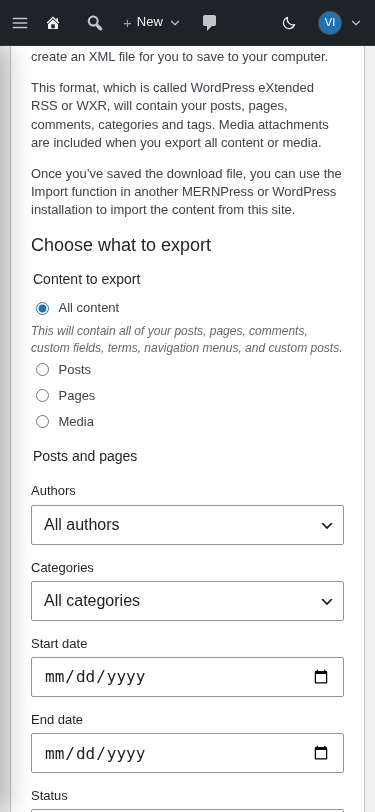 + New
VI
create an XML file for you to save to your computer.
This format, which is called WordPress eXtended
RSS or WXR, will contain your posts, pages,
comments, categories and tags. Media attachments
are included when you export all content or media.
Once you’ve saved the download file, you can use the
Import function in another MERNPress or WordPress
installation to import the content from this site.
Choose what to export
Content to export
All content
This will contain all of your posts, pages, comments,
custom fields, terms, navigation menus, and custom posts.
Posts
Pages
Media
Posts and pages
Authors
All authors
Categories
All categories
Start date
mm/dd/yyyy
End date
mm/dd/yyyy
Status